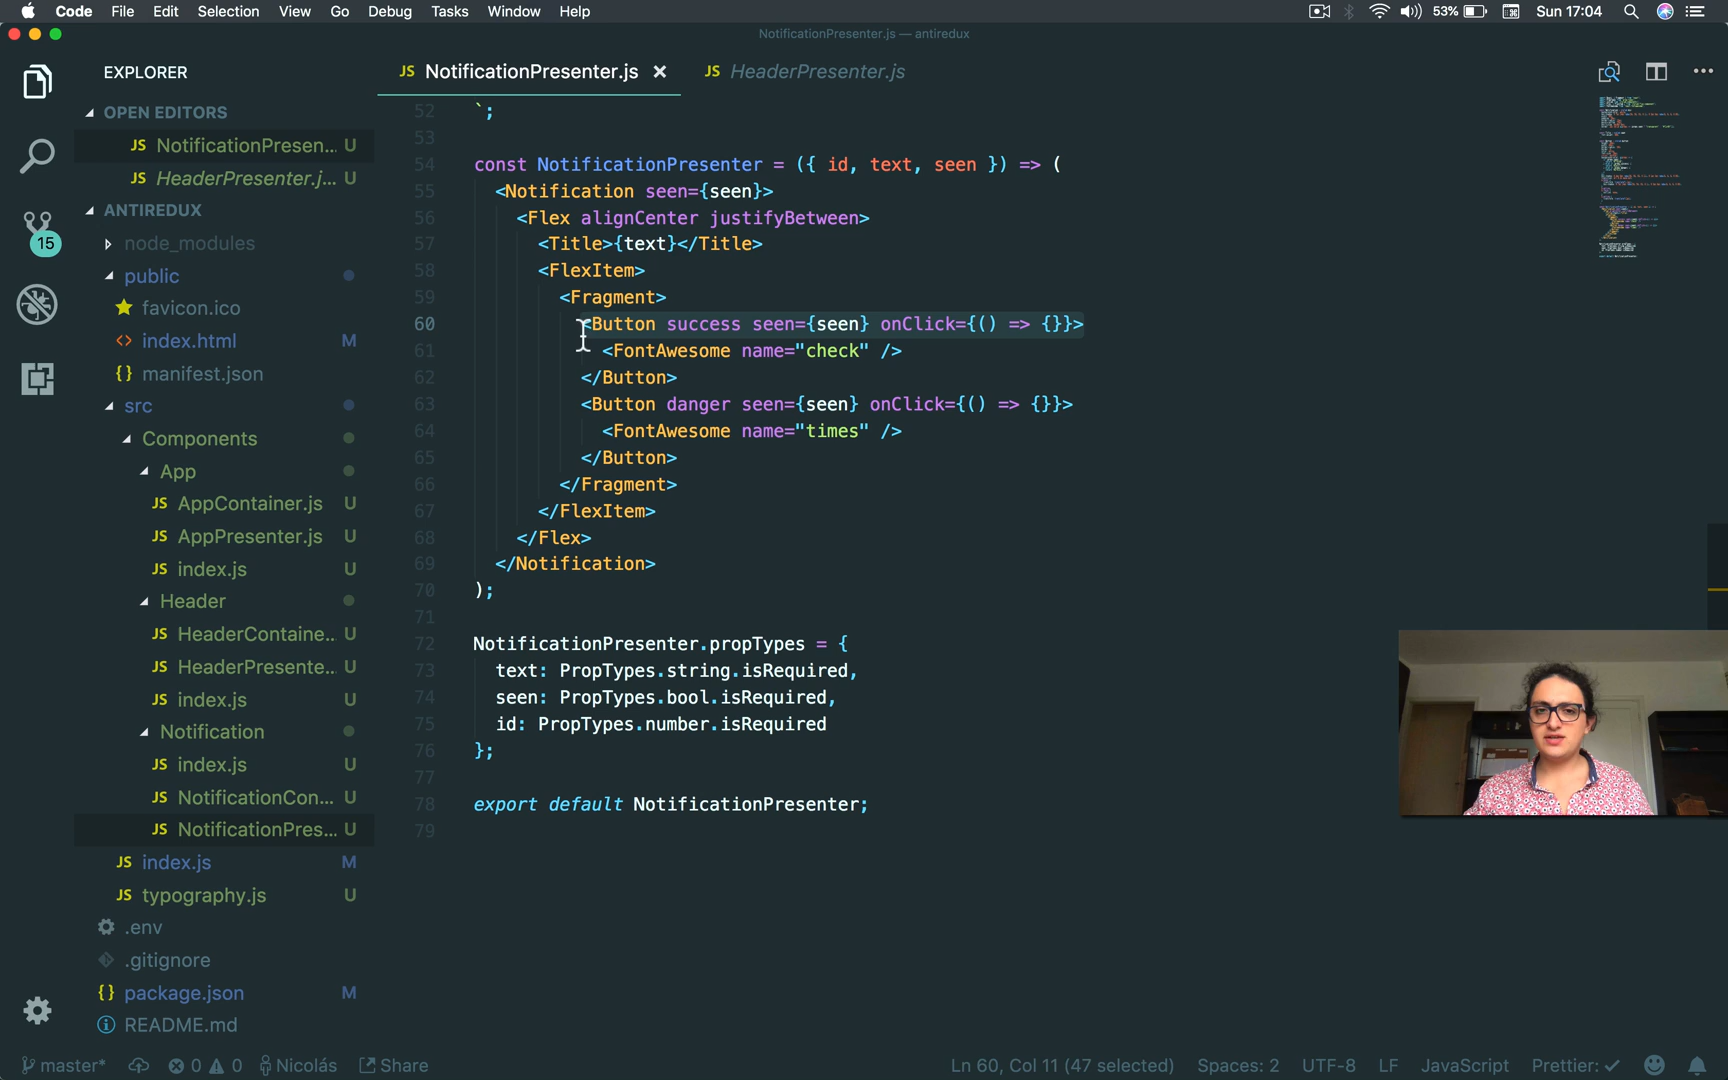 Code File Edit Selection View Go Debug Tasks Window Help 53% Sun 17:04
NotificationPresenter.js — antiredux
EXPLORER
OPEN EDITORS
JS NotificationPresen... U
JS HeaderPresenter.j... U
ANTIREDUX
node_modules
15
public
favicon.ico
index.html M
{} manifest.json
src
Components
App
JS AppContainer.js U
JS AppPresenter.js U
JS index.js U
Header
JS HeaderContaine... U
JS HeaderPresente... U
JS index.js U
Notification
JS index.js U
JS NotificationCon... U
JS NotificationPres... U
JS index.js M
JS typography.js U
.env
.gitignore
{} package.json M
README.md
JS NotificationPresenter.js JS HeaderPresenter.js
52 `;
53
54 const NotificationPresenter = ({ id, text, seen }) => (
55 <Notification seen={seen}>
56 <Flex alignCenter justifyBetween>
57 <Title>{text}</Title>
58 <FlexItem>
59 <Fragment>
60 <Button success seen={seen} onClick={() => {}}>
61 <FontAwesome name="check" />
62 </Button>
63 <Button danger seen={seen} onClick={() => {}}>
64 <FontAwesome name="times" />
65 </Button>
66 </Fragment>
67 </FlexItem>
68 </Flex>
69 </Notification>
70 );
71
72 NotificationPresenter.propTypes = {
73 text: PropTypes.string.isRequired,
74 seen: PropTypes.bool.isRequired,
75 id: PropTypes.number.isRequired
76 };
77
78 export default NotificationPresenter;
79
master* 0 0 Nicolás Share Ln 60, Col 11 (47 selected) Spaces: 2 UTF-8 LF JavaScript Prettier: ✓